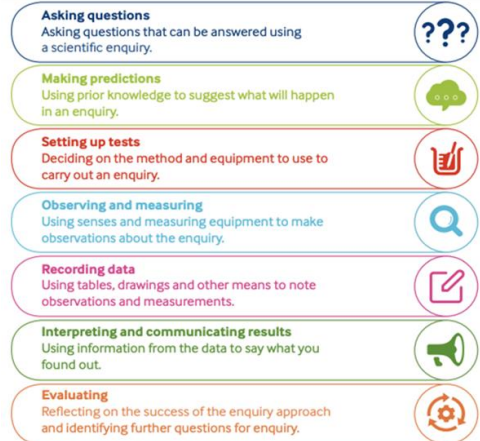 Asking questions
Asking questions that can be answered using
a scientific enquiry.
???
Making predictions
Using prior knowledge to suggest what will happen
in an enquiry.
Setting up tests
Deciding on the method and equipment to use to
carry out an enquiry.
Observing and measuring
Using senses and measuring equipment to make
observations about the enquiry.
Recording data
Using tables, drawings and other means to note
observations and measurements.
Interpreting and communicating results
Using information from the data to say what you
found out.
Evaluating
Reflecting on the success of the enquiry approach
and identifying further questions for enquiry.